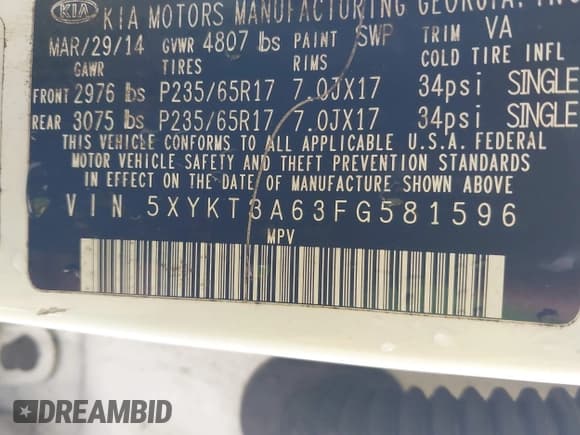 KIA KIA MOTORS MANUFACTURING GEORGIA, INC
MAR/29/14 GVWR 4807 lbs PAINT SWP TRIM VA
GAWR TIRES RIMS COLD TIRE INFL
FRONT 2976 lbs P235/65R17 7.0JX17 34psi SINGLE
REAR 3075 lbs P235/65R17 7.0JX17 34psi SINGLE
THIS VEHICLE CONFORMS TO ALL APPLICABLE U.S.A. FEDERAL
MOTOR VEHICLE SAFETY AND THEFT PREVENTION STANDARDS
IN EFFECT ON THE DATE OF MANUFACTURE SHOWN ABOVE
VIN 5XYKT3A63FG581596
MPV
DREAMBID